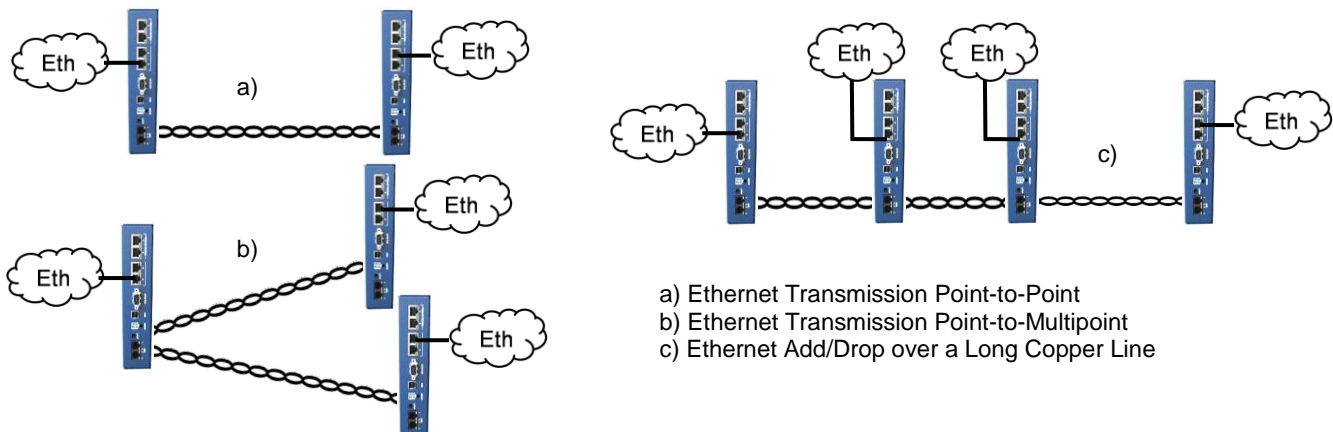 Eth
Eth
a)
Eth
Eth
b)
Eth
Eth
Eth
Eth
Eth
c)
a) Ethernet Transmission Point-to-Point
b) Ethernet Transmission Point-to-Multipoint
c) Ethernet Add/Drop over a Long Copper Line